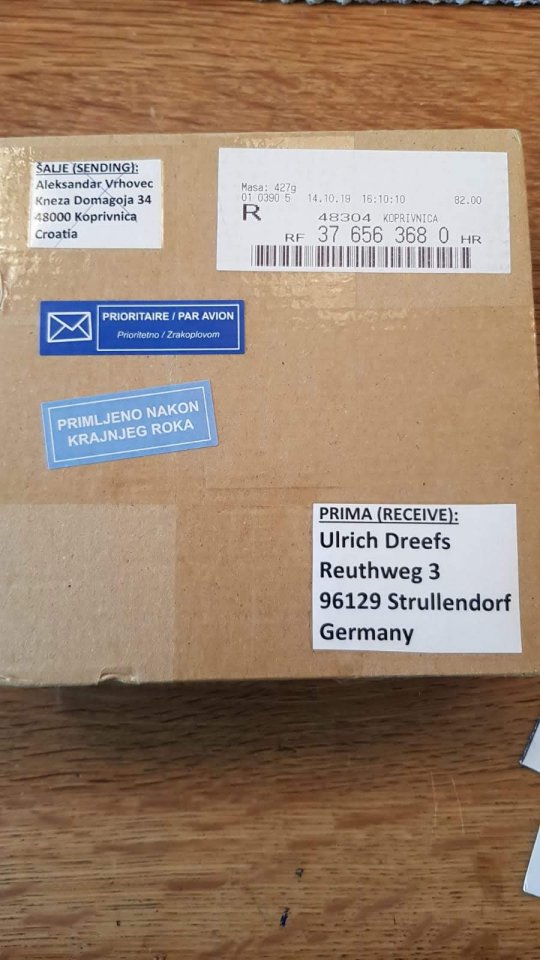 ŠALJE (SENDING):
Aleksandar Vrhovec
Kneza Domagoja 34
48000 Koprivnica
Croatia
Masa: 427g
01 0390 5 14.10.19 16:10:10 82.00
R 48304 KOPRIVNICA
RF 37 656 368 0 HR
PRIORITAIRE / PAR AVION
Prioritetno / Zrakoplovom
PRIMLJENO NAKON
KRAJNJEG ROKA
PRIMA (RECEIVE):
Ulrich Dreefs
Reuthweg 3
96129 Strullendorf
Germany